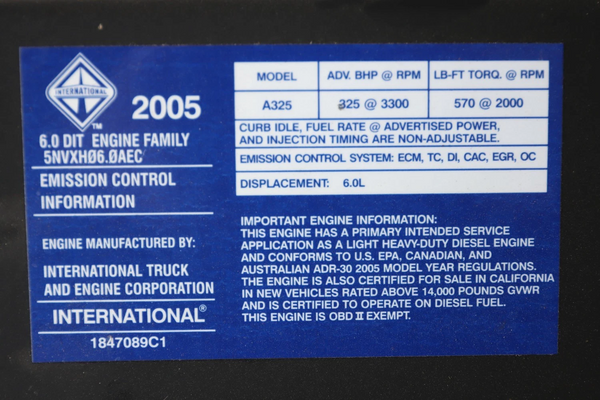 INTERNATIONAL
™
2005
6.0 DIT ENGINE FAMILY
5NVXHØ6.ØAEC
EMISSION CONTROL
INFORMATION
ENGINE MANUFACTURED BY:
INTERNATIONAL TRUCK
AND ENGINE CORPORATION
INTERNATIONAL®
1847089C1
MODEL ADV. BHP @ RPM LB-FT TORQ. @ RPM
A325 325 @ 3300 570 @ 2000
CURB IDLE, FUEL RATE @ ADVERTISED POWER,
AND INJECTION TIMING ARE NON-ADJUSTABLE.
EMISSION CONTROL SYSTEM: ECM, TC, DI, CAC, EGR, OC
DISPLACEMENT: 6.0L
IMPORTANT ENGINE INFORMATION:
THIS ENGINE HAS A PRIMARY INTENDED SERVICE
APPLICATION AS A LIGHT HEAVY-DUTY DIESEL ENGINE
AND CONFORMS TO U.S. EPA, CANADIAN, AND
AUSTRALIAN ADR-30 2005 MODEL YEAR REGULATIONS.
THE ENGINE IS ALSO CERTIFIED FOR SALE IN CALIFORNIA
IN NEW VEHICLES RATED ABOVE 14,000 POUNDS GVWR
AND IS CERTIFIED TO OPERATE ON DIESEL FUEL.
THIS ENGINE IS OBD II EXEMPT.